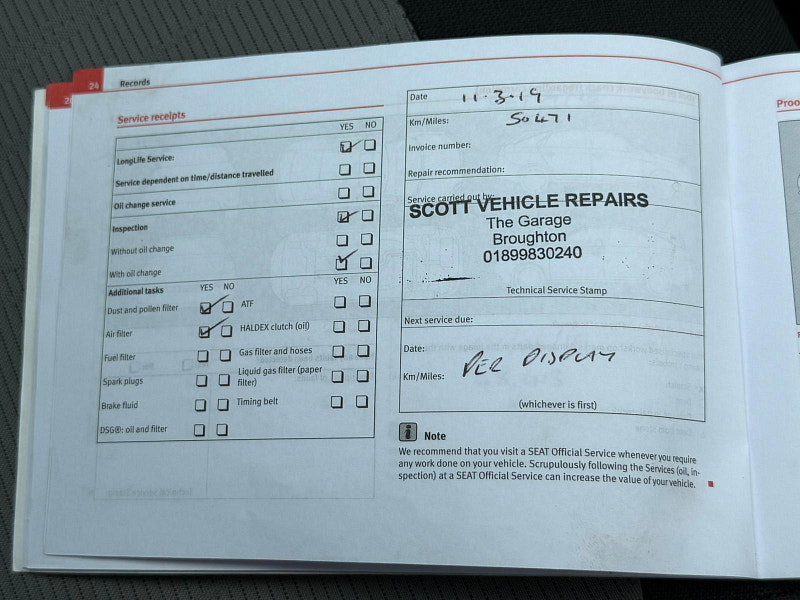 24
Records
Service receipts
YES NO
LongLife Service:
Service dependent on time/distance travelled
Oil change service
Inspection
Without oil change
With oil change
Additional tasks YES NO YES NO
Dust and pollen filter ATF
Air filter HALDEX clutch (oil)
Fuel filter Gas filter and hoses
Spark plugs Liquid gas filter (paper
filter)
Brake fluid Timing belt
DSG®: oil and filter
Date 11.3.19
Km/Miles: 50471
Invoice number:
Repair recommendation:
Service carried out by:
SCOTT VEHICLE REPAIRS
The Garage
Broughton
01899830240
Technical Service Stamp
Next service due:
Date:
Km/Miles: PER DISPLAY
(whichever is first)
i Note
We recommend that you visit a SEAT Official Service whenever you require
any work done on your vehicle. Scrupulously following the Services (oil, in-
spection) at a SEAT Official Service can increase the value of your vehicle.
Proo